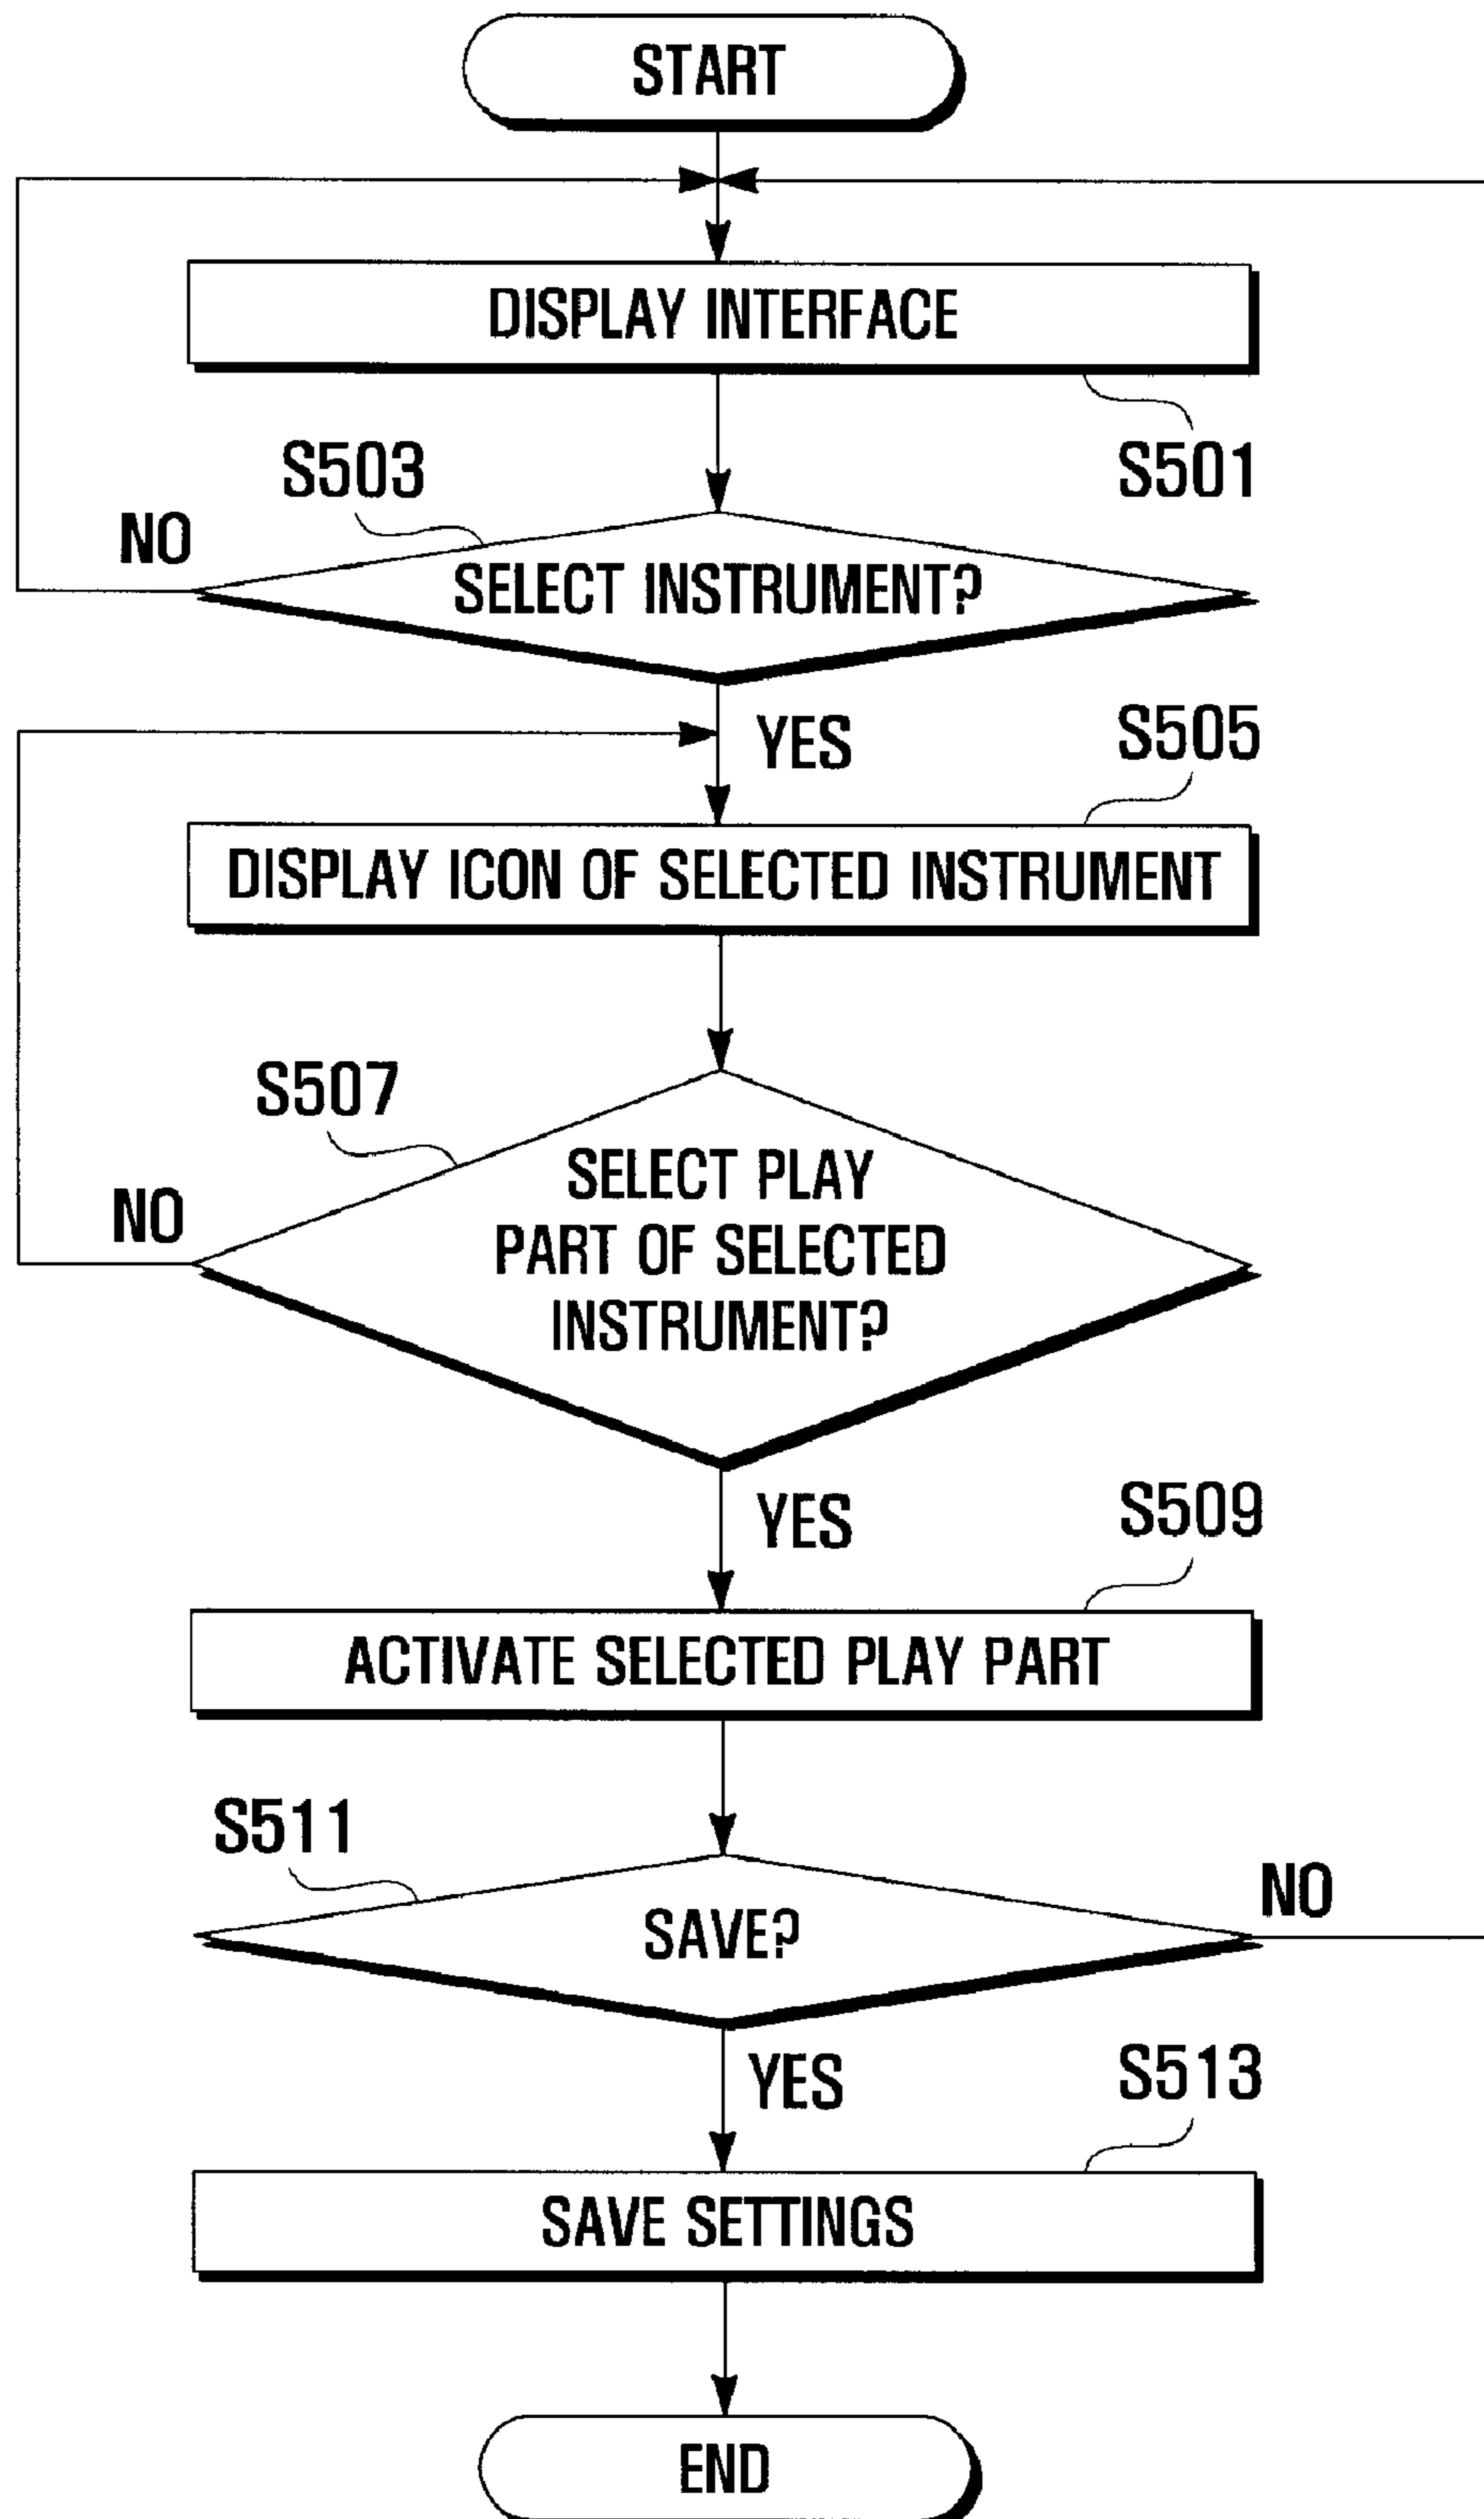 START
DISPLAY INTERFACE
S501
S503
NO
SELECT INSTRUMENT?
YES
S505
DISPLAY ICON OF SELECTED INSTRUMENT
S507
NO
SELECT PLAY
PART OF SELECTED
INSTRUMENT?
YES
S509
ACTIVATE SELECTED PLAY PART
S511
NO
SAVE?
YES
S513
SAVE SETTINGS
END